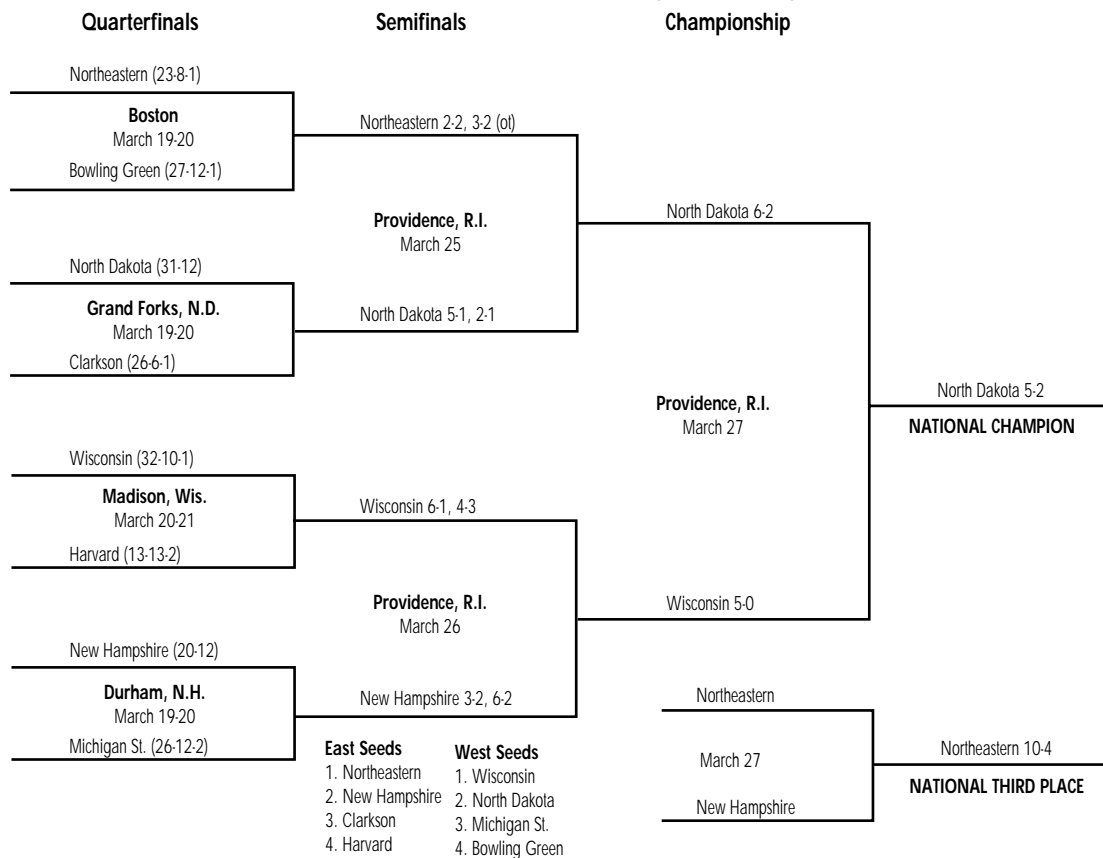 Quarterfinals
Semifinals
Championship
Northeastern (23-8-1)
Boston
March 19-20
Bowling Green (27-12-1)
North Dakota (31-12)
Grand Forks, N.D.
March 19-20
Clarkson (26-6-1)
Wisconsin (32-10-1)
Madison, Wis.
March 20-21
Harvard (13-13-2)
New Hampshire (20-12)
Durham, N.H.
March 19-20
Michigan St. (26-12-2)
Northeastern 2-2, 3-2 (ot)
Providence, R.I.
March 25
North Dakota 5-1, 2-1
Wisconsin 6-1, 4-3
Providence, R.I.
March 26
New Hampshire 3-2, 6-2
North Dakota 6-2
Providence, R.I.
March 27
Wisconsin 5-0
North Dakota 5-2
NATIONAL CHAMPION
East Seeds
1. Northeastern
2. New Hampshire
3. Clarkson
4. Harvard
West Seeds
1. Wisconsin
2. North Dakota
3. Michigan St.
4. Bowling Green
Northeastern
March 27
New Hampshire
Northeastern 10-4
NATIONAL THIRD PLACE